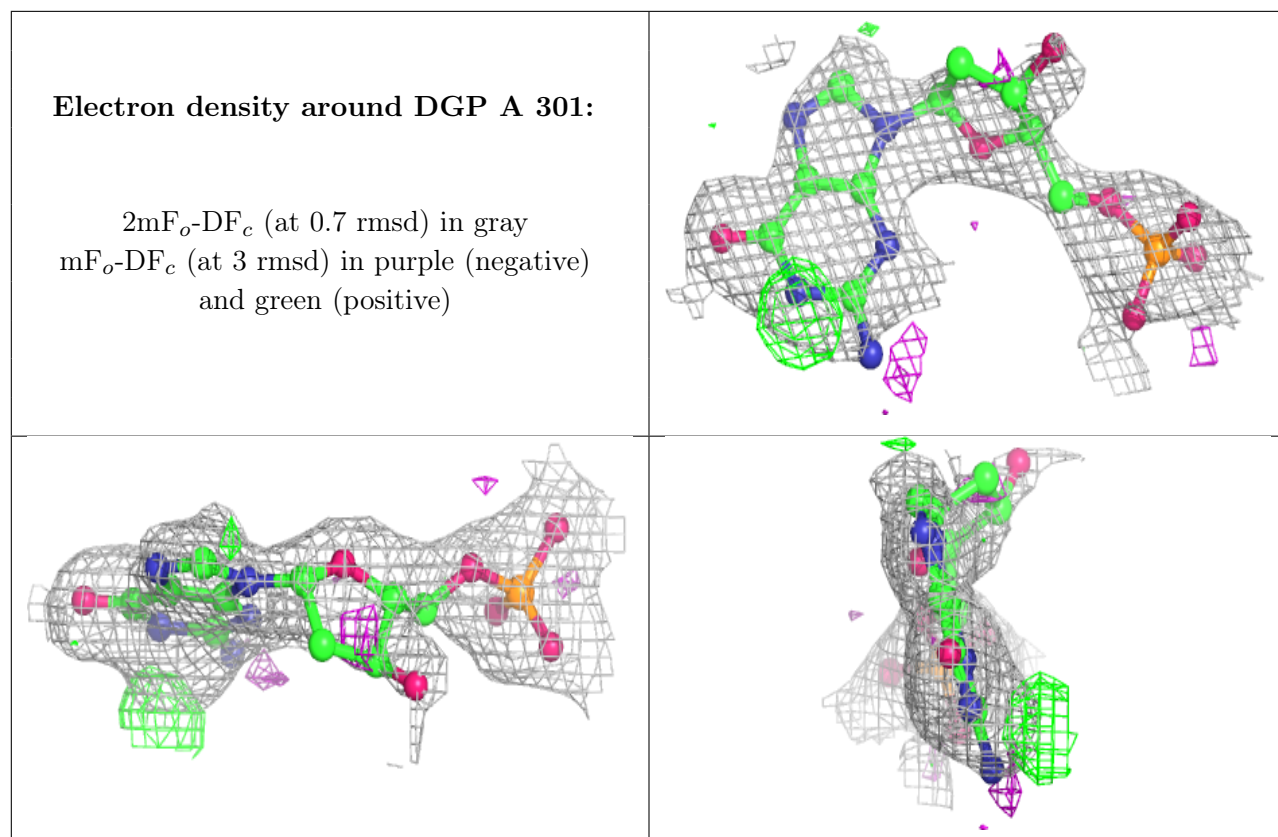 Electron density around DGP A 301:
2mFo-DFc (at 0.7 rmsd) in gray
mFo-DFc (at 3 rmsd) in purple (negative)
and green (positive)